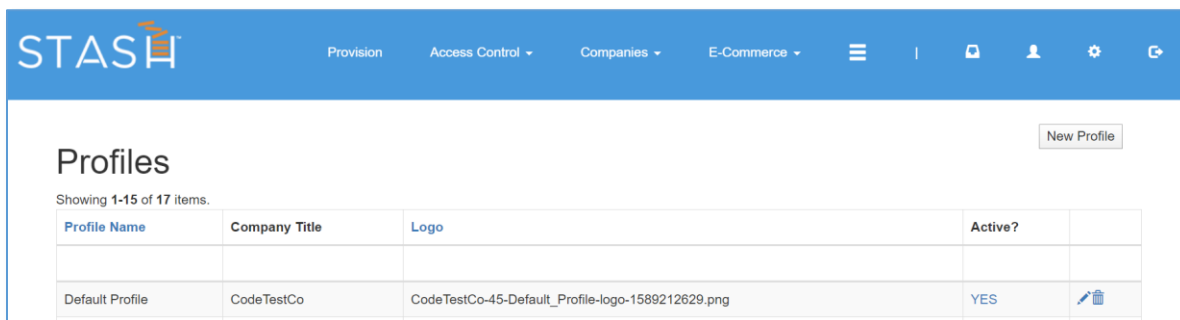 STASH™
Provision Access Control Companies E-Commerce |
New Profile
Profiles
Showing 1-15 of 17 items.
Profile Name Company Title Logo Active?
Default Profile CodeTestCo CodeTestCo-45-Default_Profile-logo-1589212629.png YES